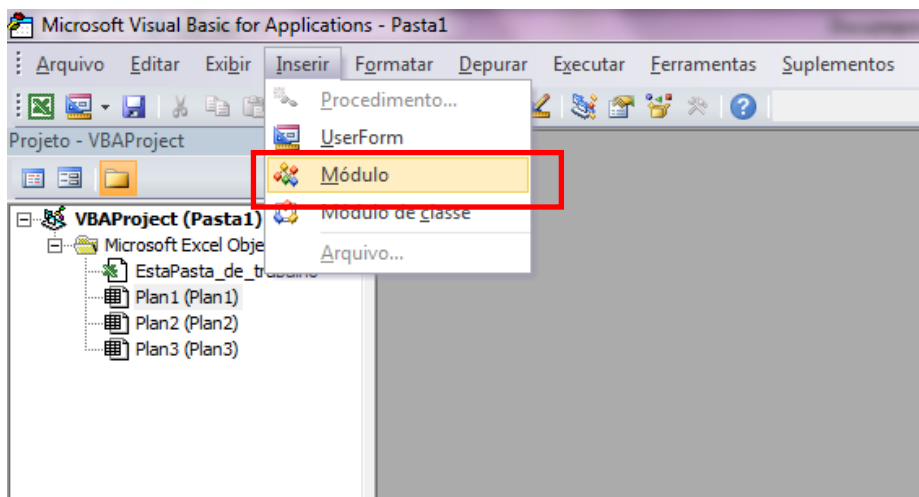 Microsoft Visual Basic for Applications - Pasta1
Arquivo Editar Exibir Inserir Formatar Depurar Executar Ferramentas Suplementos
Procedimento...
Projeto - VBAProject
UserForm
Módulo
VBAProject (Pasta1)
Módulo de classe
Microsoft Excel Obje
Arquivo...
EstaPasta_de_trabalho
Plan1 (Plan1)
Plan2 (Plan2)
Plan3 (Plan3)